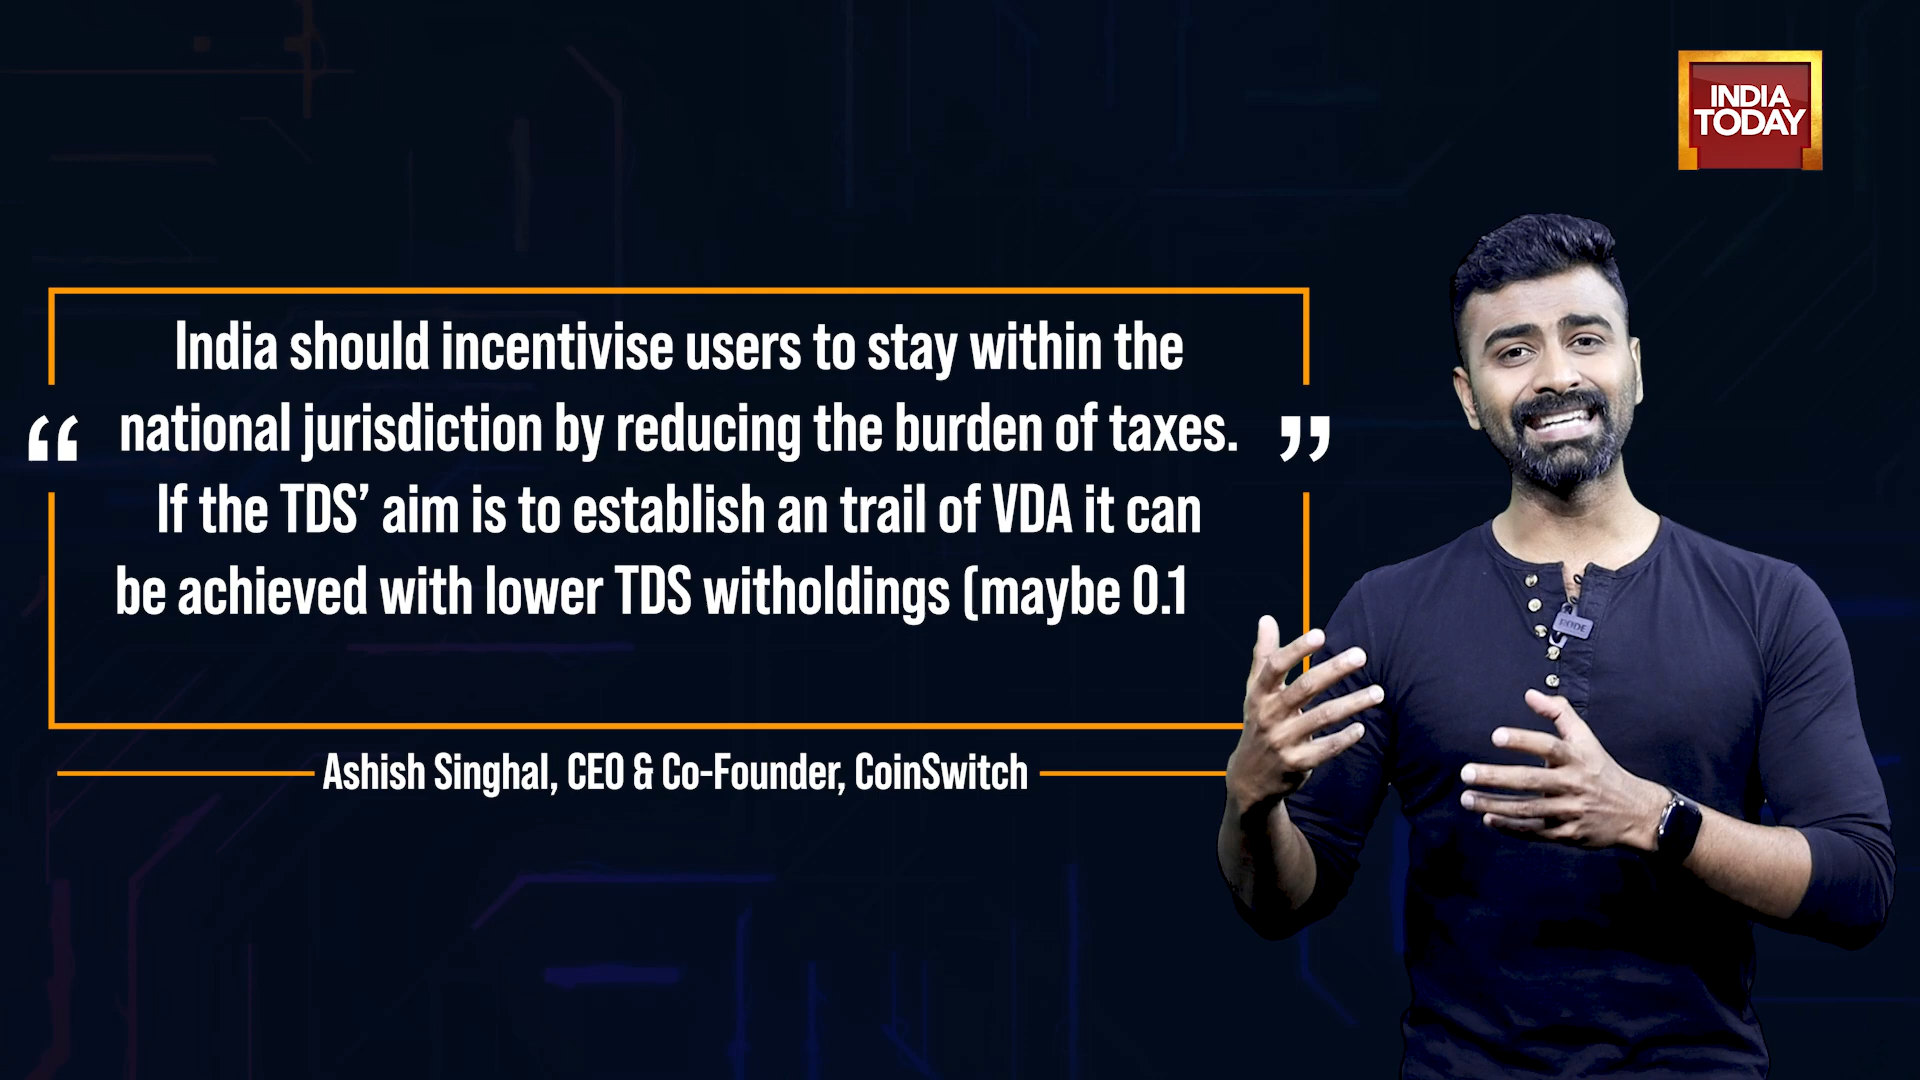 INDIA
TODAY
India should incentivise users to stay within the
“ national jurisdiction by reducing the burden of taxes. ”
If the TDS’ aim is to establish an trail of VDA it can
be achieved with lower TDS witholdings (maybe 0.1
Ashish Singhal, CEO & Co-Founder, CoinSwitch
RODE